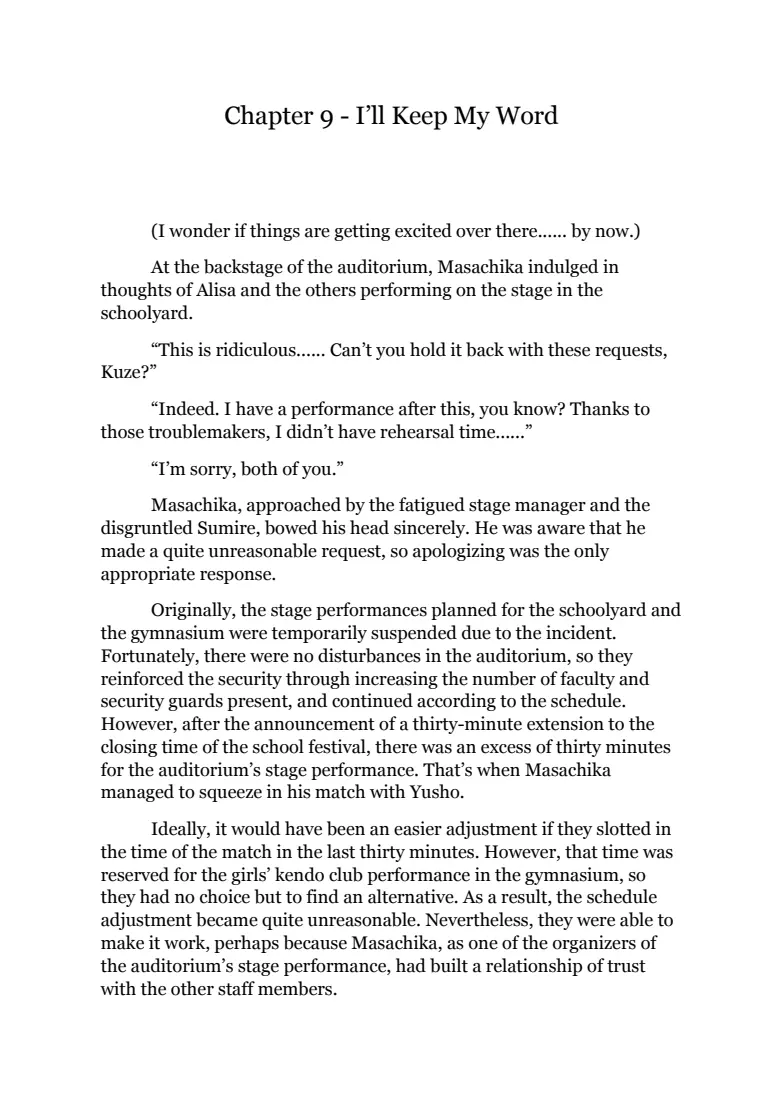 Chapter 9 - I’ll Keep My Word
(I wonder if things are getting excited over there...... by now.)
At the backstage of the auditorium, Masachika indulged in
thoughts of Alisa and the others performing on the stage in the
schoolyard.
“This is ridiculous...... Can’t you hold it back with these requests,
Kuze?”
“Indeed. I have a performance after this, you know? Thanks to
those troublemakers, I didn’t have rehearsal time......”
“I’m sorry, both of you.”
Masachika, approached by the fatigued stage manager and the
disgruntled Sumire, bowed his head sincerely. He was aware that he
made a quite unreasonable request, so apologizing was the only
appropriate response.
Originally, the stage performances planned for the schoolyard and
the gymnasium were temporarily suspended due to the incident.
Fortunately, there were no disturbances in the auditorium, so they
reinforced the security through increasing the number of faculty and
security guards present, and continued according to the schedule.
However, after the announcement of a thirty-minute extension to the
closing time of the school festival, there was an excess of thirty minutes
for the auditorium’s stage performance. That’s when Masachika
managed to squeeze in his match with Yusho.
Ideally, it would have been an easier adjustment if they slotted in
the time of the match in the last thirty minutes. However, that time was
reserved for the girls’ kendo club performance in the gymnasium, so
they had no choice but to find an alternative. As a result, the schedule
adjustment became quite unreasonable. Nevertheless, they were able to
make it work, perhaps because Masachika, as one of the organizers of
the auditorium’s stage performance, had built a relationship of trust
with the other staff members.